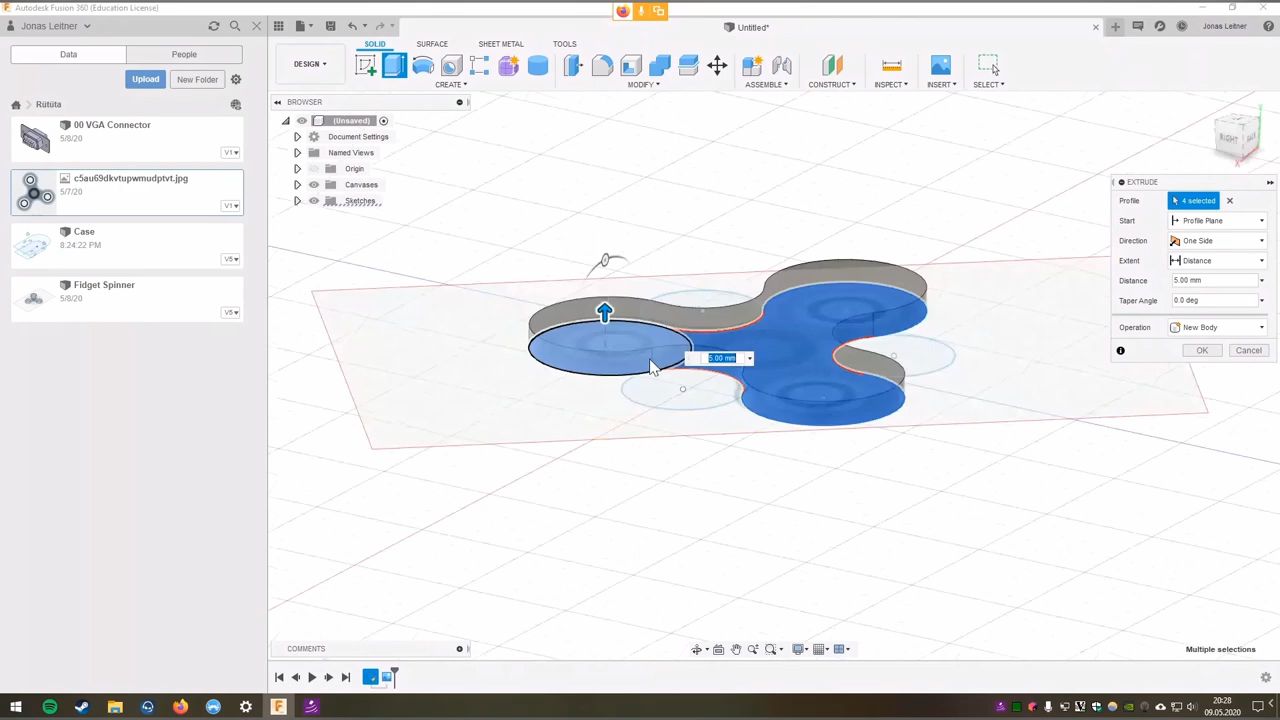 Autodesk Fusion 360 (Education License)
Jonas Leitner
Untitled*
Jonas Leitner
Data
People
SOLID
SURFACE
SHEET METAL
TOOLS
DESIGN
Upload
New Folder
CREATE
MODIFY
ASSEMBLE
CONSTRUCT
INSPECT
INSERT
SELECT
Rútúta
BROWSER
00 VGA Connector
5/8/20
V1
(Unsaved)
Document Settings
Named Views
Origin
Canvases
Sketches
c5au69dkvtupwmudptvt.jpg
5/7/20
V1
Case
8:24:22 PM
V6
Fidget Spinner
5/8/20
V5
RIGHT
X
EXTRUDE
Profile
4 selected
Start
Profile Plane
Direction
One Side
Extent
Distance
Distance
5.00 mm
Taper Angle
0.0 deg
Operation
New Body
OK
Cancel
5.00 mm
COMMENTS
Multiple selections
20:28
09.05.2020